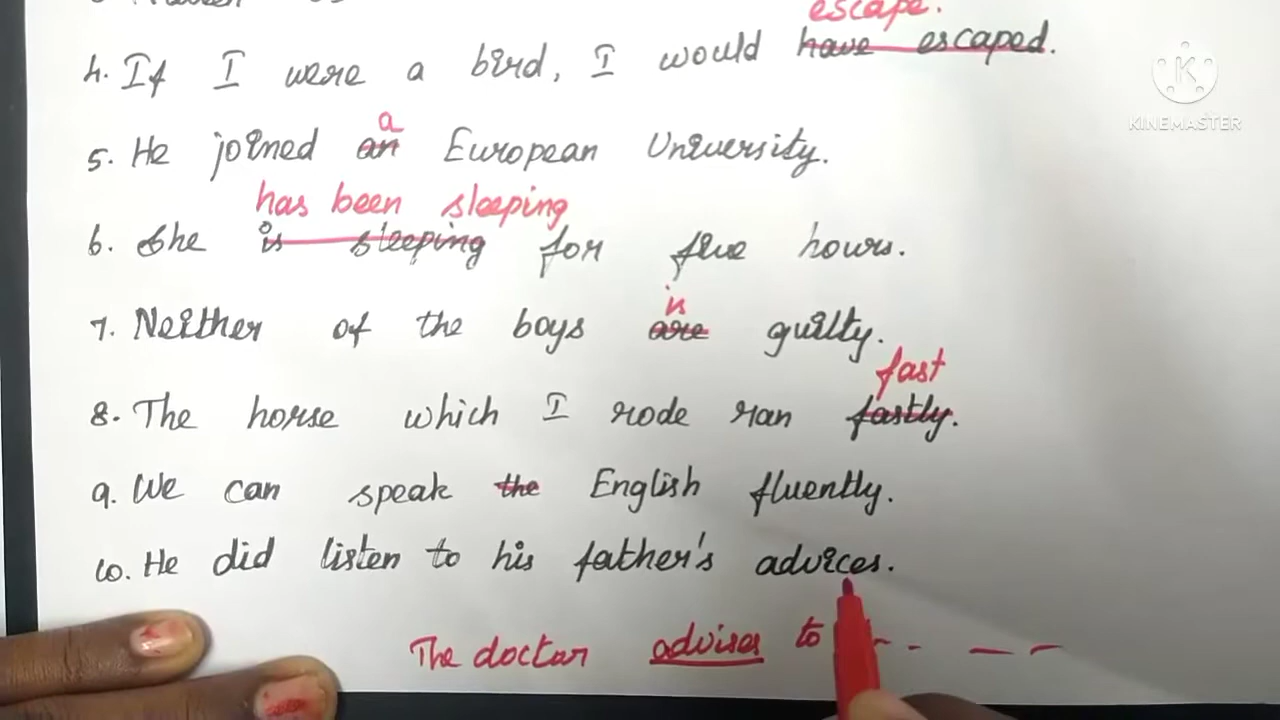 escape.
4. If I were a bird, I would have escaped.
a
5. He joined an European University.
has been sleeping
6. She is sleeping for five hours.
is
7. Neither of the boys are guilty.
fast
8. The horse which I rode ran fastly.
9. We can speak the English fluently.
10. He did listen to his father's advices.
The doctor advises to
K
KINEMASTER